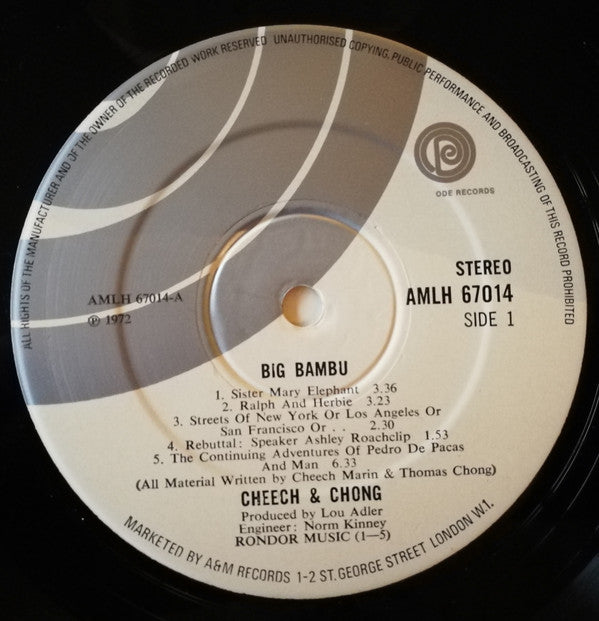 ALL RIGHTS OF THE MANUFACTURER AND OF THE OWNER OF THE RECORDED WORK RESERVED UNAUTHORISED COPYING, PUBLIC PERFORMANCE AND BROADCASTING OF THIS RECORD PROHIBITED
ODE RECORDS
STEREO
AMLH 67014
SIDE 1
AMLH 67014-A
℗ 1972
BIG BAMBU
1. Sister Mary Elephant 3.36
2. Ralph And Herbie 3.23
3. Streets Of New York Or Los Angeles Or
San Francisco Or . . 2.30
4. Rebuttal: Speaker Ashley Roachclip 1.53
5. The Continuing Adventures Of Pedro De Pacas
And Man 6.33
(All Material Written by Cheech Marin & Thomas Chong)
CHEECH & CHONG
Produced by Lou Adler
Engineer: Norm Kinney
RONDOR MUSIC (1—5)
MARKETED BY A&M RECORDS 1-2 ST. GEORGE STREET LONDON W.1.